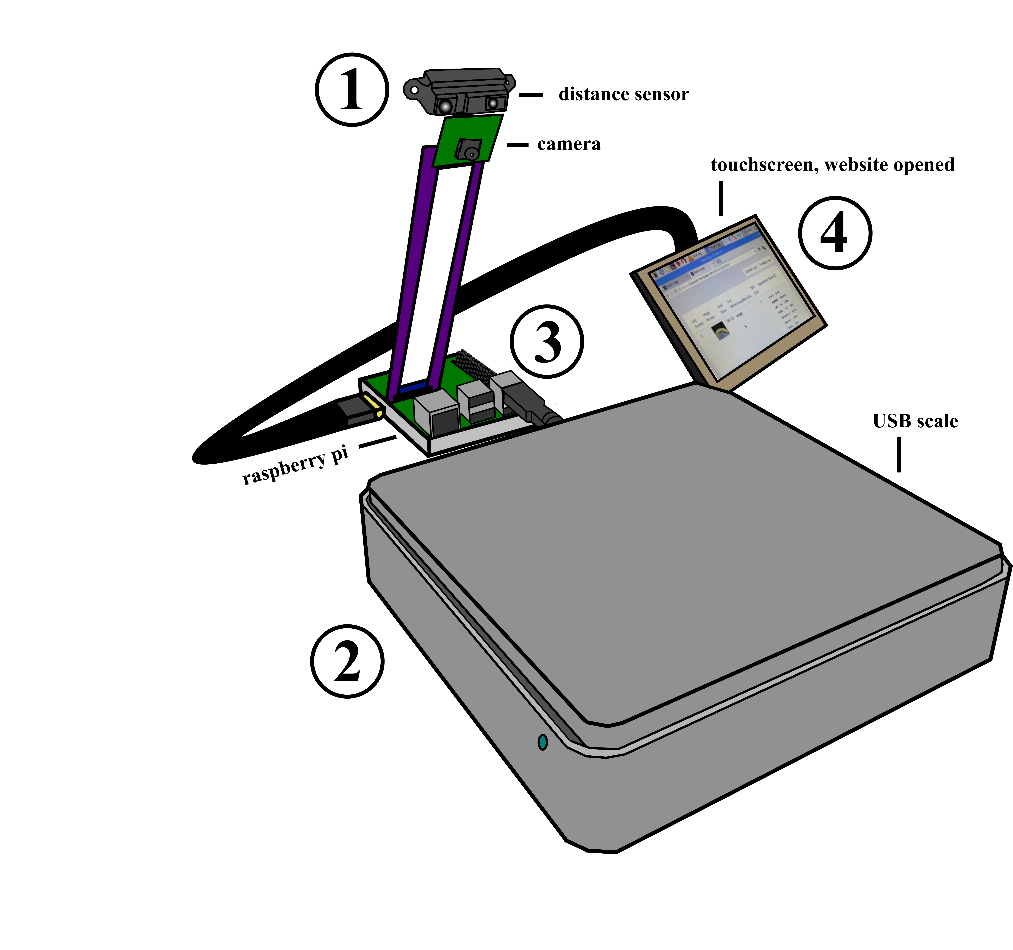 1
distance sensor
camera
touchscreen, website opened
4
3
raspberry pi
USB scale
2